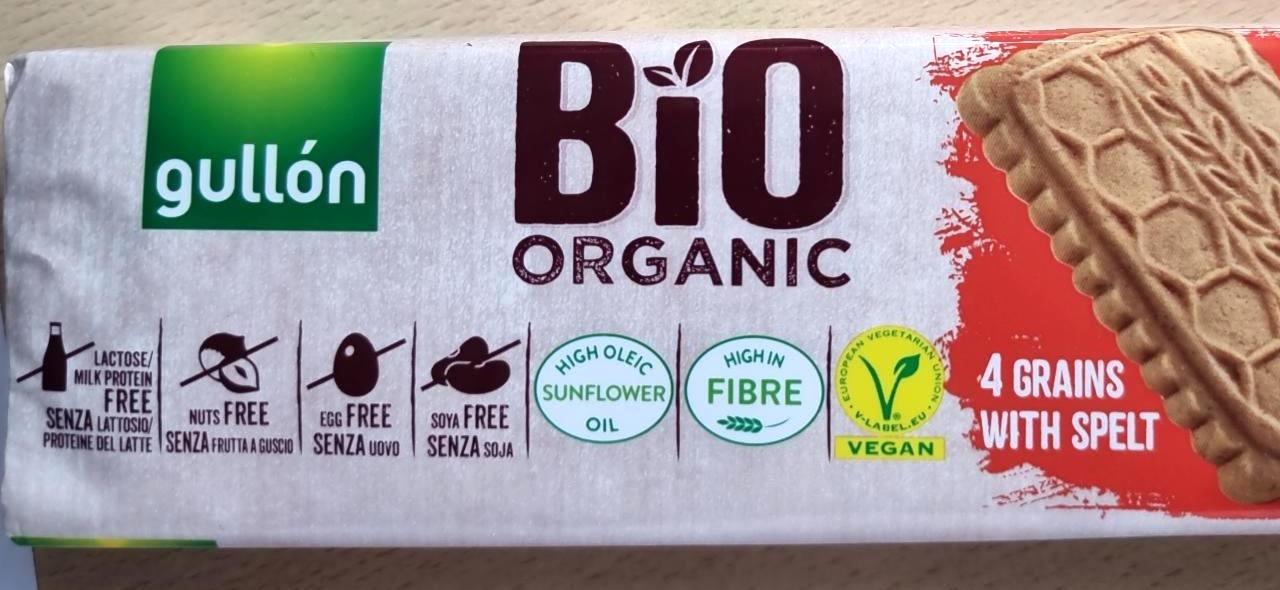 gullón
BiO
ORGANIC
LACTOSE/
MILK PROTEIN
FREE
SENZA LATTOSIO/
PROTEINE DEL LATTE
NUTS FREE
SENZA FRUTTA A GUSCIO
EGG FREE
SENZA UOVO
SOYA FREE
SENZA SOJA
HIGH OLEIC
SUNFLOWER
OIL
HIGH IN
FIBRE
EUROPEAN VEGETARIAN UNION
V-LABEL.EU
®
VEGAN
4 GRAINS
WITH SPELT